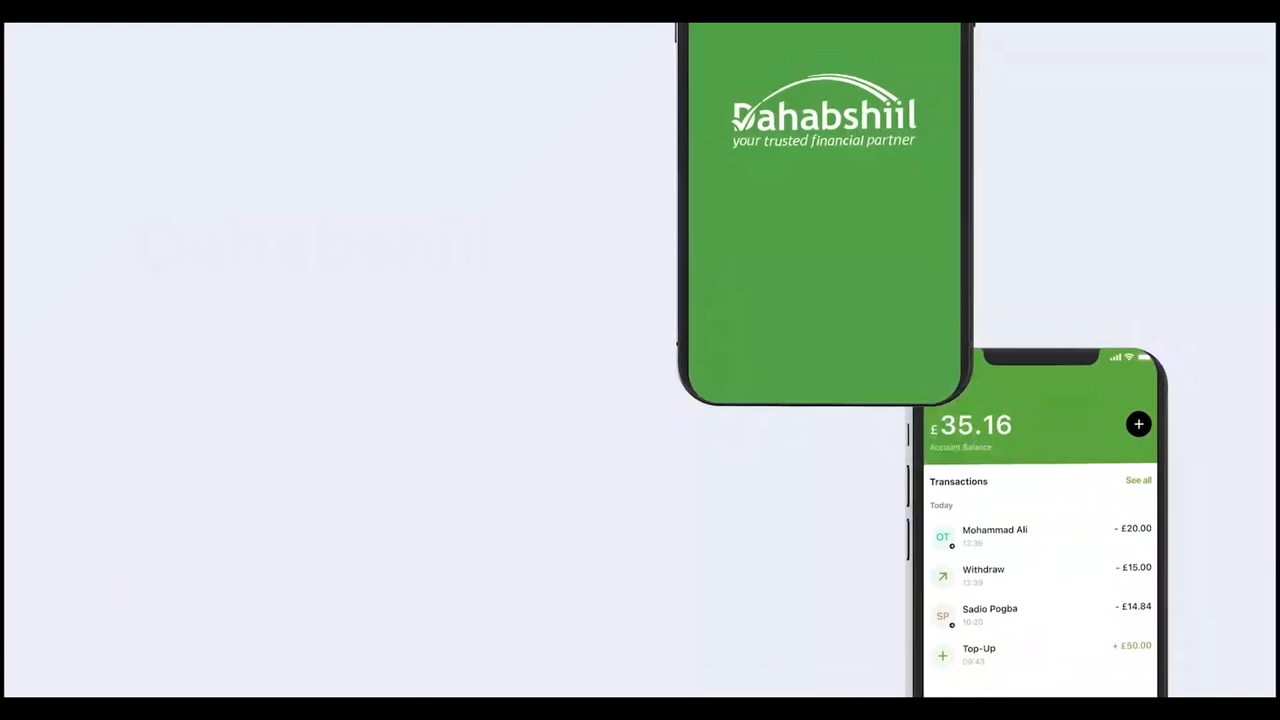 Dahabshiil
your trusted financial partner
Dahabshiil
£35.16
+
Account Balance
Transactions
See all
Today
OT
Mohammad Ali
- £20.00
12:36
Withdraw
- £15.00
12:39
SP
Sadio Pogba
- £14.84
10:20
Top-Up
+ £50.00
09:43